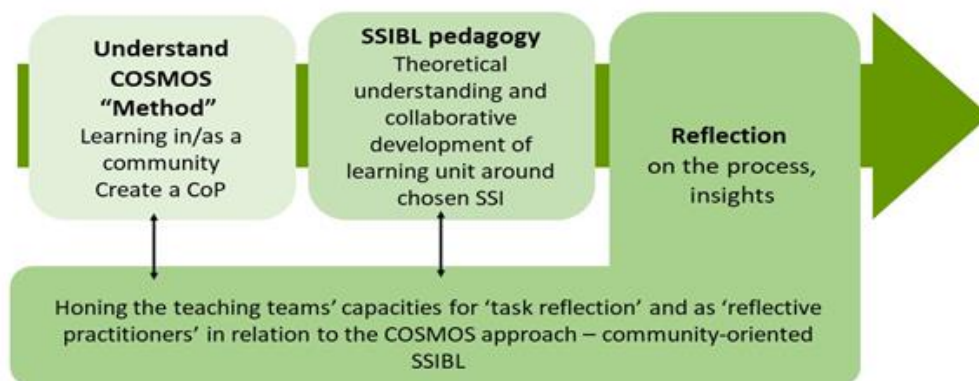 Understand
COSMOS
“Method”
Learning in/as a
community
Create a CoP
SSIBL pedagogy
Theoretical
understanding and
collaborative
development of
learning unit around
chosen SSI
Reflection
on the process,
insights
Honing the teaching teams’ capacities for ‘task reflection’ and as ‘reflective
practitioners’ in relation to the COSMOS approach – community-oriented
SSIBL